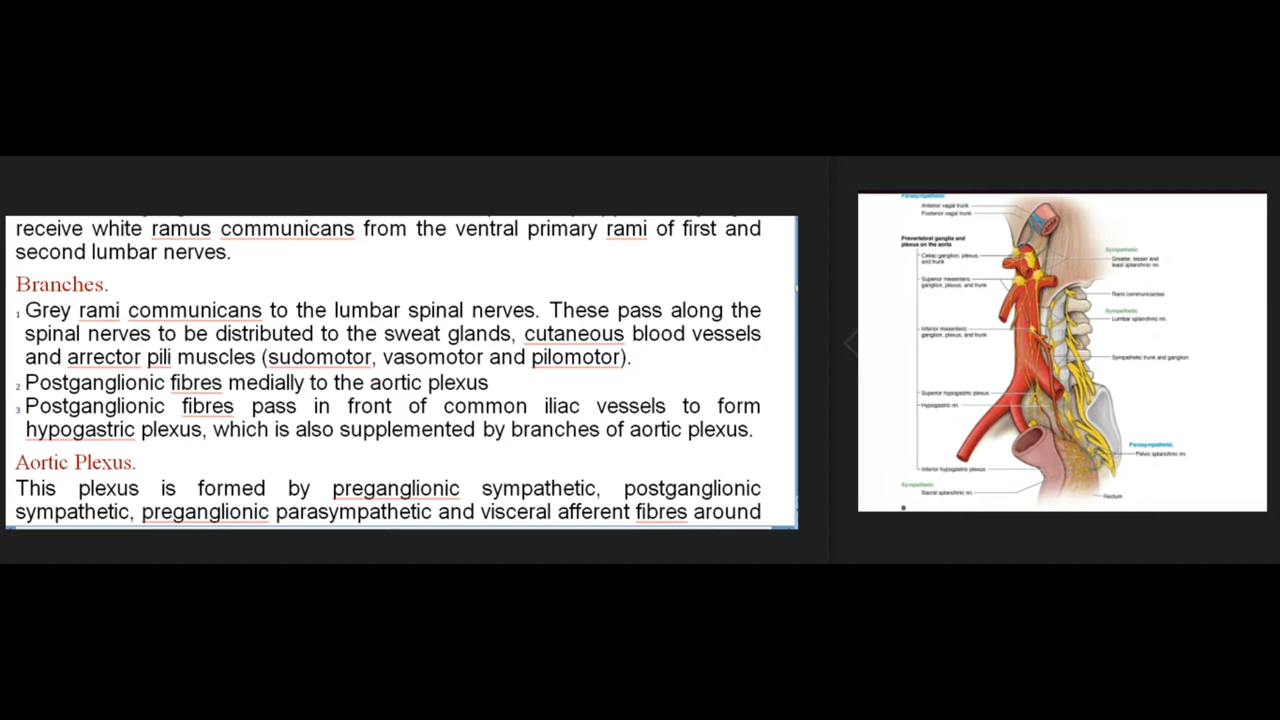 receive white ramus communicans from the ventral primary rami of first and
second lumbar nerves.
Branches.
1 Grey rami communicans to the lumbar spinal nerves. These pass along the
spinal nerves to be distributed to the sweat glands, cutaneous blood vessels
and arrector pili muscles (sudomotor, vasomotor and pilomotor).
2 Postganglionic fibres medially to the aortic plexus
3 Postganglionic fibres pass in front of common iliac vessels to form
hypogastric plexus, which is also supplemented by branches of aortic plexus.
Aortic Plexus.
This plexus is formed by preganglionic sympathetic, postganglionic
sympathetic, preganglionic parasympathetic and visceral afferent fibres around
Parasympathetic
Anterior vagal trunk
Posterior vagal trunk
Prevertebral ganglia and
plexus on the aorta
Celiac ganglion, plexus,
and trunk
Superior mesenteric
ganglion, plexus, and trunk
Inferior mesenteric
ganglion, plexus, and trunk
Superior hypogastric plexus
Hypogastric nn.
Inferior hypogastric plexus
Sympathetic
Sacral splanchnic nn.
Sympathetic
Greater, lesser and
least splanchnic nn.
Rami communicantes
Sympathetic
Lumbar splanchnic nn.
Sympathetic trunk and ganglion
Parasympathetic
Pelvic splanchnic nn.
Rectum
B